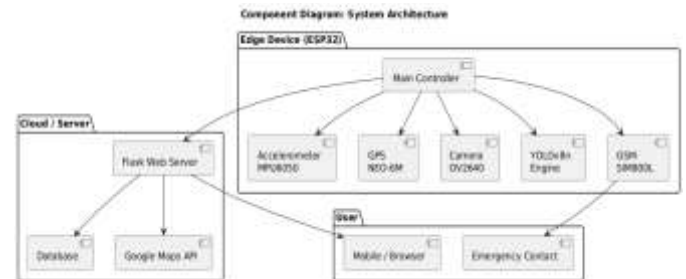 Component Diagram: System Architecture
Edge Device (ESP32)
Main Controller
Cloud / Server
Flask Web Server
Accelerometer
MPU6050
GPS
NEO-6M
Camera
OV2640
YOLOv8n
Engine
GSM
SIM800L
User
Database
Google Maps API
Mobile / Browser
Emergency Contact